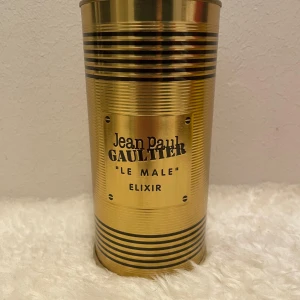 Jean Paul
GAULTIER
"LE MALE"
ELIXIR